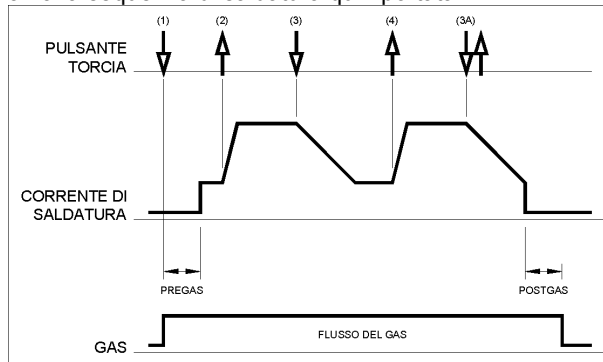 (1) (2) (3) (4) (3A)
PULSANTE
TORCIA
CORRENTE DI
SALDATURA
PREGAS POSTGAS
FLUSSO DEL GAS
GAS